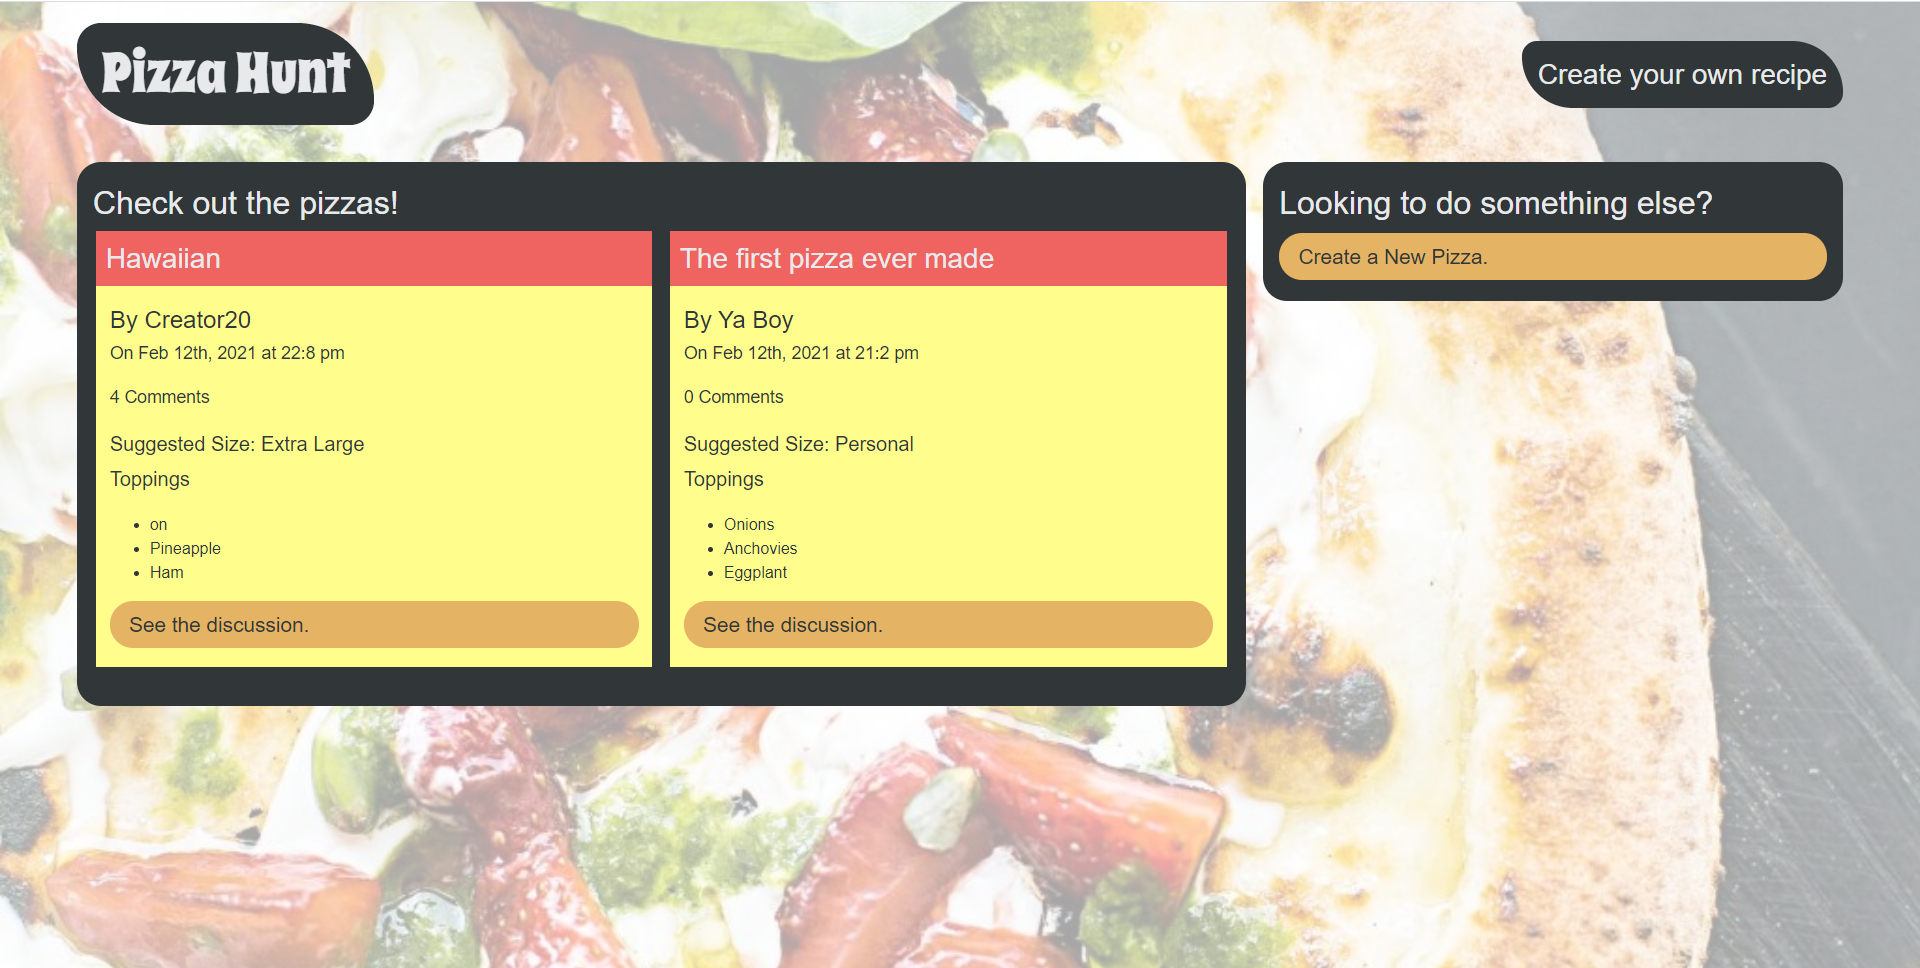 Pizza Hunt
Create your own recipe
Check out the pizzas!
Hawaiian
By Creator20
On Feb 12th, 2021 at 22:8 pm
4 Comments
Suggested Size: Extra Large
Toppings
on
Pineapple
Ham
See the discussion.
The first pizza ever made
By Ya Boy
On Feb 12th, 2021 at 21:2 pm
0 Comments
Suggested Size: Personal
Toppings
Onions
Anchovies
Eggplant
See the discussion.
Looking to do something else?
Create a New Pizza.